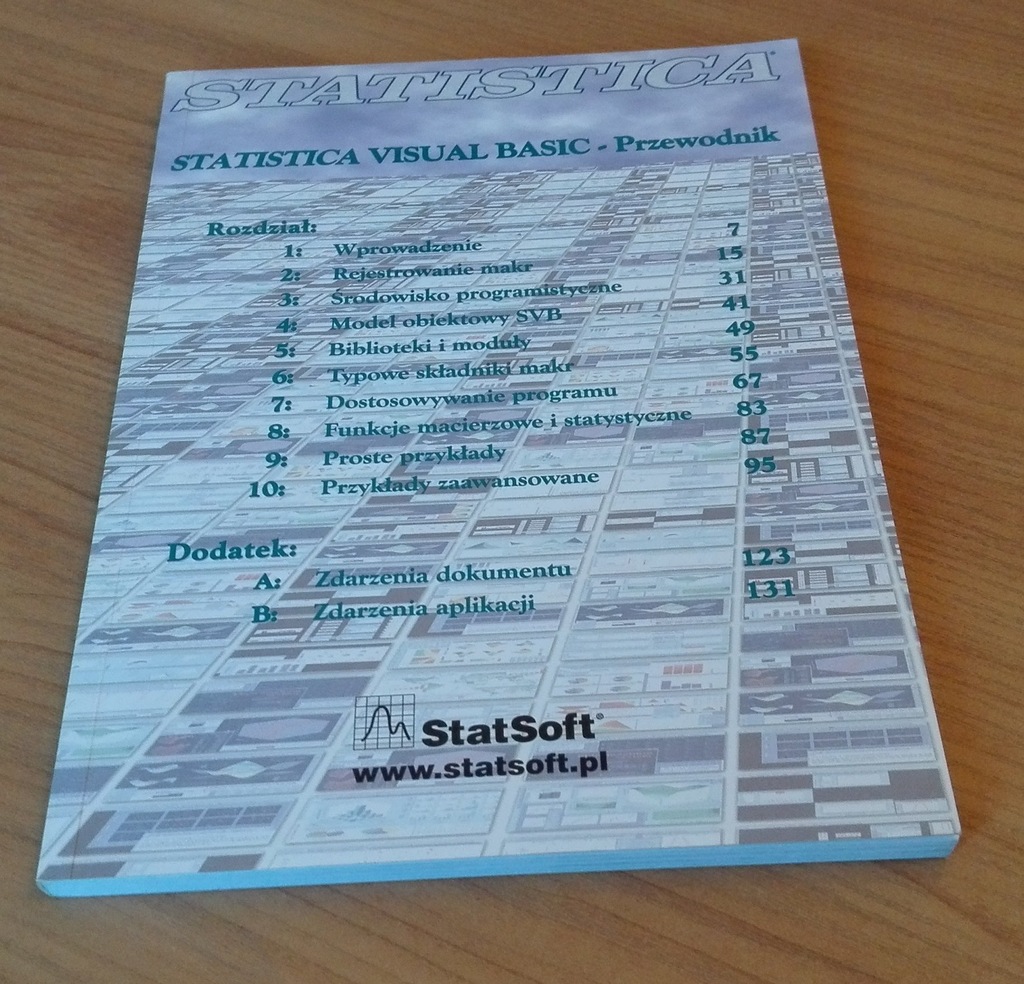 STATISTICA®
STATISTICA VISUAL BASIC - Przewodnik
Rozdział:
1: Wprowadzenie 7
2: Rejestrowanie makr 15
3: Środowisko programistyczne 31
4: Model obiektowy SVB 41
5: Biblioteki i moduły 49
6: Typowe składniki makr 55
7: Dostosowywanie programu 67
8: Funkcje macierzowe i statystyczne 83
9: Proste przykłady 87
10: Przykłady zaawansowane 95
Dodatek:
A: Zdarzenia dokumentu 123
B: Zdarzenia aplikacji 131
StatSoft®
www.statsoft.pl